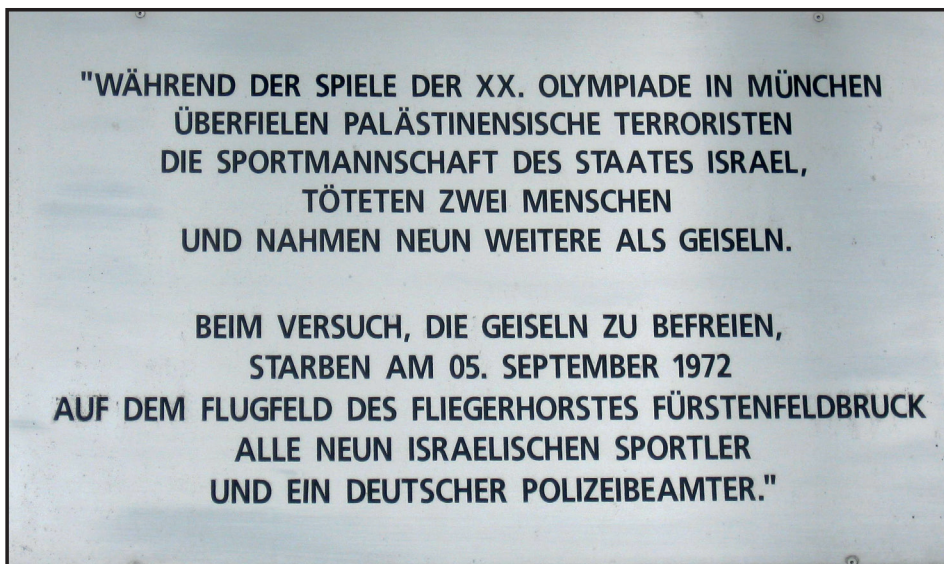 "WÄHREND DER SPIELE DER XX. OLYMPIADE IN MÜNCHEN
ÜBERFIELEN PALÄSTINENSISCHE TERRORISTEN
DIE SPORTMANNSCHAFT DES STAATES ISRAEL,
TÖTETEN ZWEI MENSCHEN
UND NAHMEN NEUN WEITERE ALS GEISELN.
BEIM VERSUCH, DIE GEISELN ZU BEFREIEN,
STARBEN AM 05. SEPTEMBER 1972
AUF DEM FLUGFELD DES FLIEGERHORSTES FÜRSTENFELDBRUCK
ALLE NEUN ISRAELISCHEN SPORTLER
UND EIN DEUTSCHER POLIZEIBEAMTER."